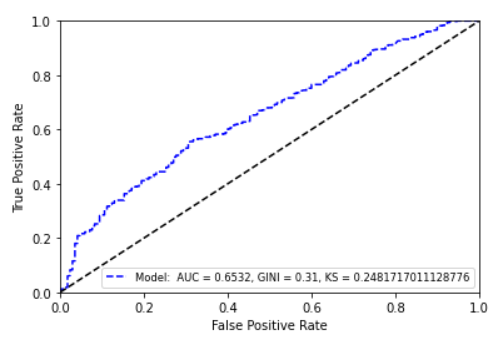 1.0
0.8
0.6
0.4
0.2
0.0
True Positive Rate
Model:  AUC = 0.6532, GINI = 0.31, KS = 0.2481717011128776
0.0 0.2 0.4 0.6 0.8 1.0
False Positive Rate